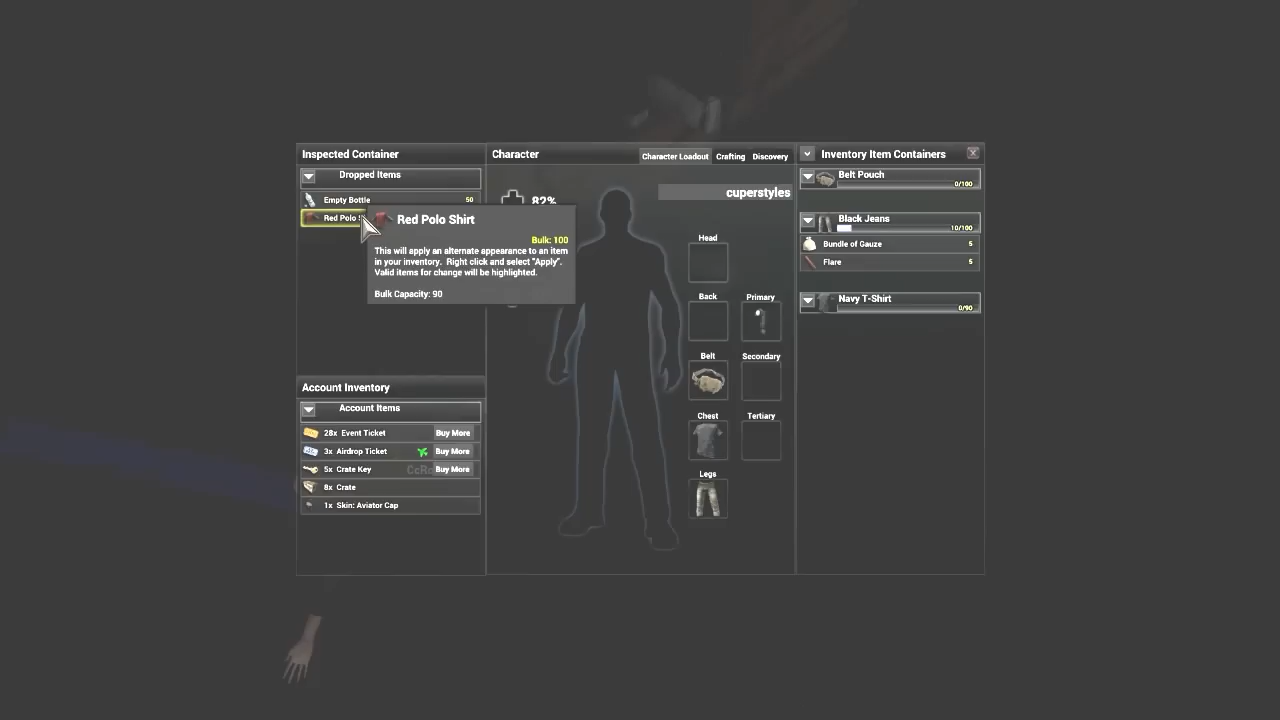 Inspected Container
Dropped Items
Empty Bottle 50
Red Polo
Red Polo Shirt
Bulk: 100
This will apply an alternate appearance to an item
in your inventory. Right click and select "Apply".
Valid items for change will be highlighted.
Bulk Capacity: 90
Account Inventory
Account Items
28x Event Ticket Buy More
3x Airdrop Ticket Buy More
5x Crate Key Buy More
8x Crate
1x Skin: Aviator Cap
Character
Character Loadout Crafting Discovery
cuperstyles
82%
Head
Back Primary
Belt Secondary
Chest Tertiary
Legs
Inventory Item Containers
Belt Pouch
0/100
Black Jeans
10/100
Bundle of Gauze 5
Flare 5
Navy T-Shirt
0/90